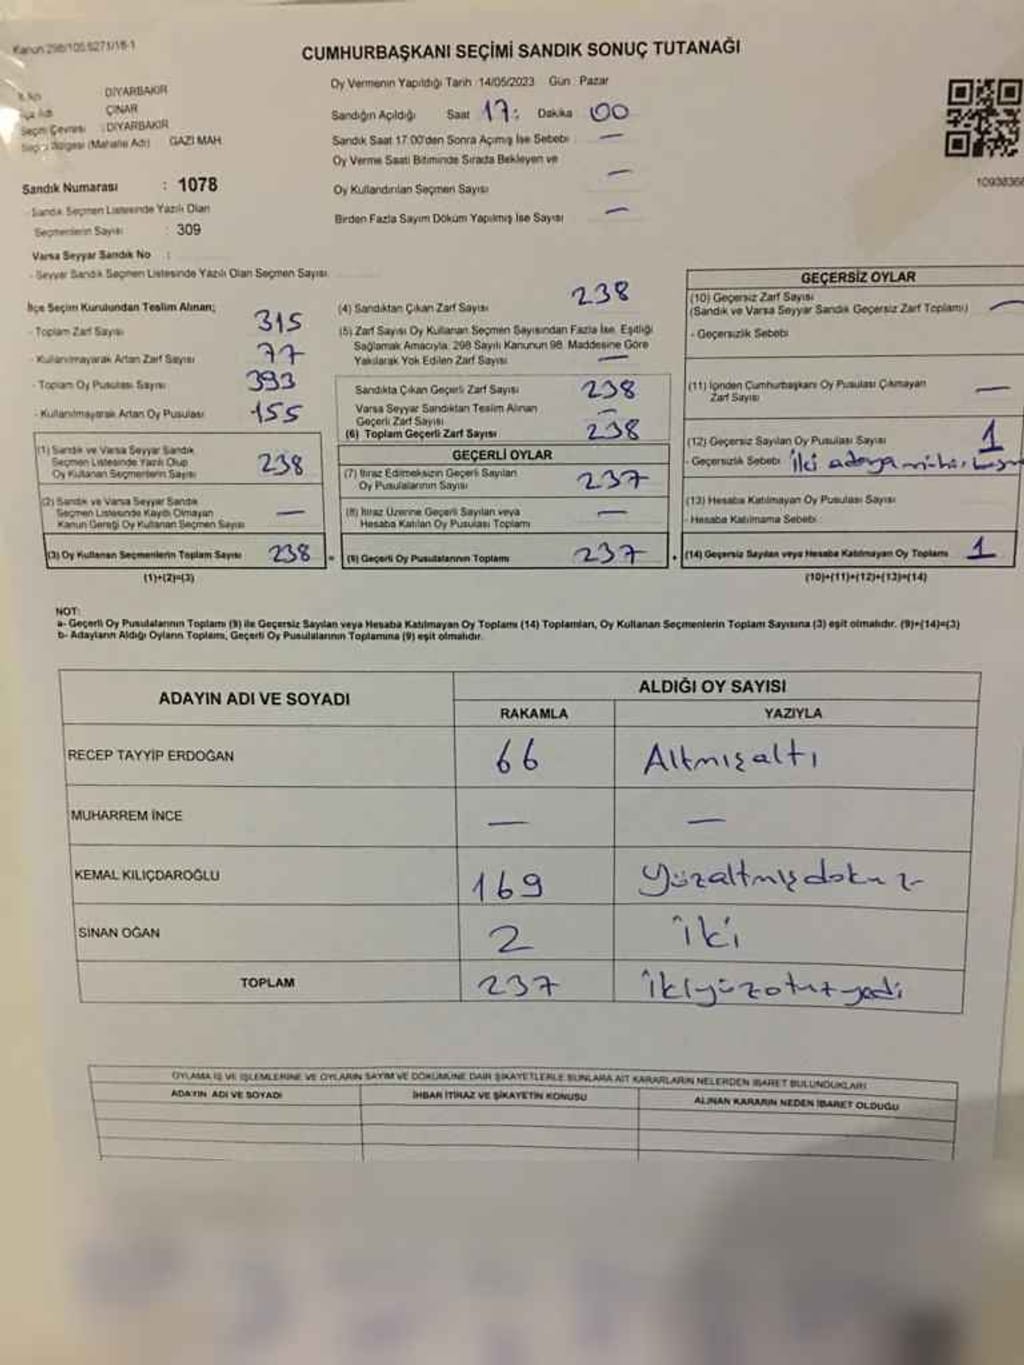 Kanun 298/105.5271/16-1
CUMHURBAŞKANI SEÇİMİ SANDIK SONUÇ TUTANAĞI
İl Adı : DİYARBAKIR
İlçe Adı : ÇINAR
Seçim Çevresi : DİYARBAKIR
Seçim Bölgesi (Mahalle Adı) GAZİ MAH.
Sandık Numarası : 1078
- Sandık Seçmen Listesinde Yazılı Olan
Seçmenlerin Sayısı : 309
Varsa Seyyar Sandık No :
- Seyyar Sandık Seçmen Listesinde Yazılı Olan Seçmen Sayısı
Oy Vermenin Yapıldığı Tarih : 14/05/2023 Gün : Pazar
Sandığın Açıldığı Saat 17: Dakika 00
Sandık Saat 17:00'den Sonra Açılmış İse Sebebi : —
Oy Verme Saati Bitiminde Sırada Bekleyen ve
Oy Kullandırılan Seçmen Sayısı —
Birden Fazla Sayım Döküm Yapılmış İse Sayısı —
10938366
İlçe Seçim Kurulundan Teslim Alınan;
- Toplam Zarf Sayısı 315
- Kullanılmayarak Artan Zarf Sayısı 77
- Toplam Oy Pusulası Sayısı 393
- Kullanılmayarak Artan Oy Pusulası 155
(1) Sandık ve Varsa Seyyar Sandık
Seçmen Listesinde Yazılı Olup
Oy Kullanan Seçmenlerin Sayısı 238
(2) Sandık ve Varsa Seyyar Sandık
Seçmen Listesinde Kayıtlı Olmayan
Kanun Gereği Oy Kullanan Seçmen Sayısı —
(3) Oy Kullanan Seçmenlerin Toplam Sayısı 238
(1)+(2)=(3)
(4) Sandıktan Çıkan Zarf Sayısı 238
(5) Zarf Sayısı Oy Kullanan Seçmen Sayısından Fazla İse, Eşitliği
Sağlamak Amacıyla, 298 Sayılı Kanunun 98. Maddesine Göre
Yakılarak Yok Edilen Zarf Sayısı —
Sandıkta Çıkan Geçerli Zarf Sayısı 238
Varsa Seyyar Sandıktan Teslim Alınan
Geçerli Zarf Sayısı —
(6) Toplam Geçerli Zarf Sayısı 238
GEÇERLİ OYLAR
(7) İtiraz Edilmeksizin Geçerli Sayılan
Oy Pusulalarının Sayısı 237
(8) İtiraz Üzerine Geçerli Sayılan veya
Hesaba Katılan Oy Pusulası Toplamı —
= (9) Geçerli Oy Pusulalarının Toplamı 237 +
GEÇERSİZ OYLAR
(10) Geçersiz Zarf Sayısı
(Sandık ve Varsa Seyyar Sandık Geçersiz Zarf Toplamı) —
- Geçersizlik Sebebi :
(11) İçinden Cumhurbaşkanı Oy Pusulası Çıkmayan
Zarf Sayısı —
(12) Geçersiz Sayılan Oy Pusulası Sayısı 1
- Geçersizlik Sebebi : İki adaya mühür
(13) Hesaba Katılmayan Oy Pusulası Sayısı
- Hesaba Katılmama Sebebi :
(14) Geçersiz Sayılan veya Hesaba Katılmayan Oy Toplamı 1
(10)+(11)+(12)+(13)=(14)
NOT:
a- Geçerli Oy Pusulalarının Toplamı (9) ile Geçersiz Sayılan veya Hesaba Katılmayan Oy Toplamı (14) Toplamları, Oy Kullanan Seçmenlerin Toplam Sayısına (3) eşit olmalıdır. (9)+(14)=(3)
b- Adayların Aldığı Oyların Toplamı, Geçerli Oy Pusulalarının Toplamına (9) eşit olmalıdır.
ADAYIN ADI VE SOYADI
ALDIĞI OY SAYISI
RAKAMLA YAZIYLA
RECEP TAYYİP ERDOĞAN 66 Altmışaltı
MUHARREM İNCE — —
KEMAL KILIÇDAROĞLU 169 Yüzaltmışdokuz
SİNAN OĞAN 2 İki
TOPLAM 237 İkiyüzotuzyedi
OYLAMA İŞ VE İŞLEMLERİNE VE OYLARIN SAYIM VE DÖKÜMÜNE DAİR ŞİKAYETLERLE BUNLARA AİT KARARLARIN NELERDEN İBARET BULUNDUKLARI
ADAYIN ADI VE SOYADI İHBAR İTİRAZ VE ŞİKAYETİN KONUSU ALINAN KARARIN NEDEN İBARET OLDUĞU